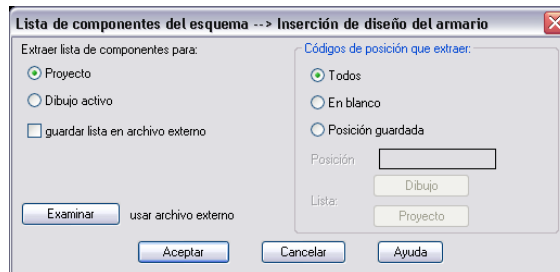 Lista de componentes del esquema --> Inserción de diseño del armario
Extraer lista de componentes para:
Proyecto
Dibujo activo
guardar lista en archivo externo
Examinar usar archivo externo
Códigos de posición que extraer:
Todos
En blanco
Posición guardada
Posición
Lista:
Dibujo
Proyecto
Aceptar Cancelar Ayuda